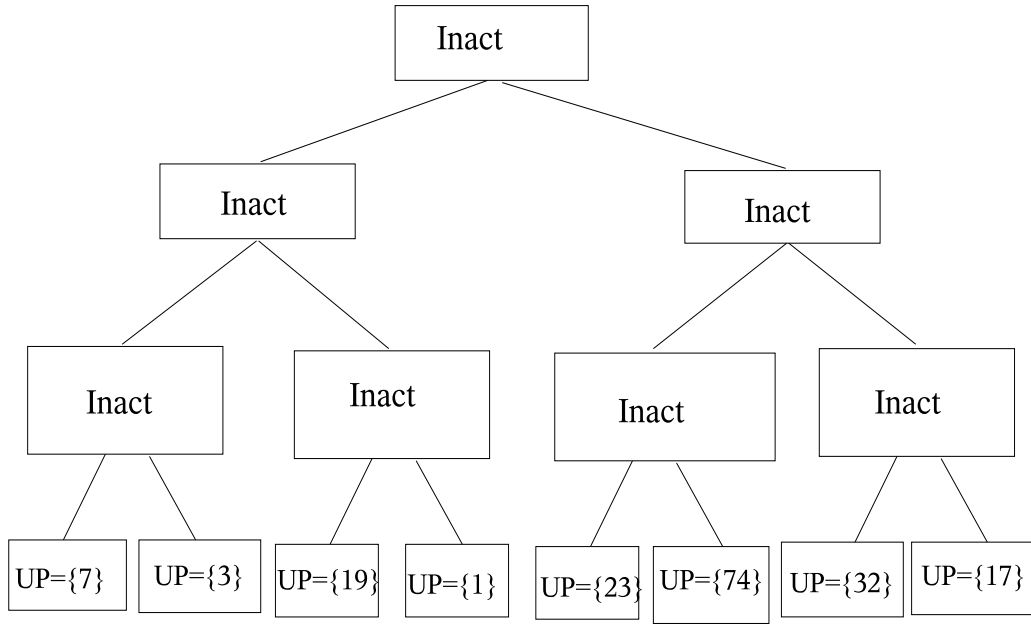 Inact
Inact
Inact
Inact
Inact
Inact
Inact
UP={7}
UP={3}
UP={19}
UP={1}
UP={23}
UP={74}
UP={32}
UP={17}